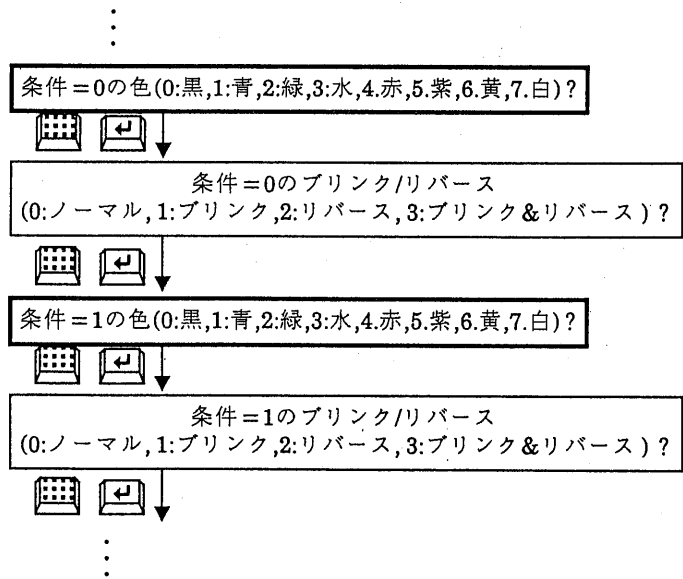 条件=0の色(0:黒,1:青,2:緑,3:水,4.赤,5.紫,6.黄,7.白)?
条件=0のブリンク/リバース
(0:ノーマル,1:ブリンク,2:リバース,3:ブリンク&リバース)?
条件=1の色(0:黒,1:青,2:緑,3:水,4.赤,5.紫,6.黄,7.白)?
条件=1のブリンク/リバース
(0:ノーマル,1:ブリンク,2:リバース,3:ブリンク&リバース)?